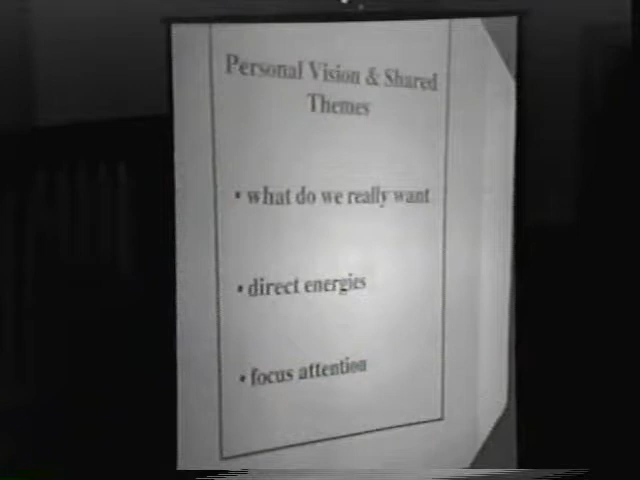 Personal Vision & Shared
Themes
• what do we really want
• direct energies
• focus attention